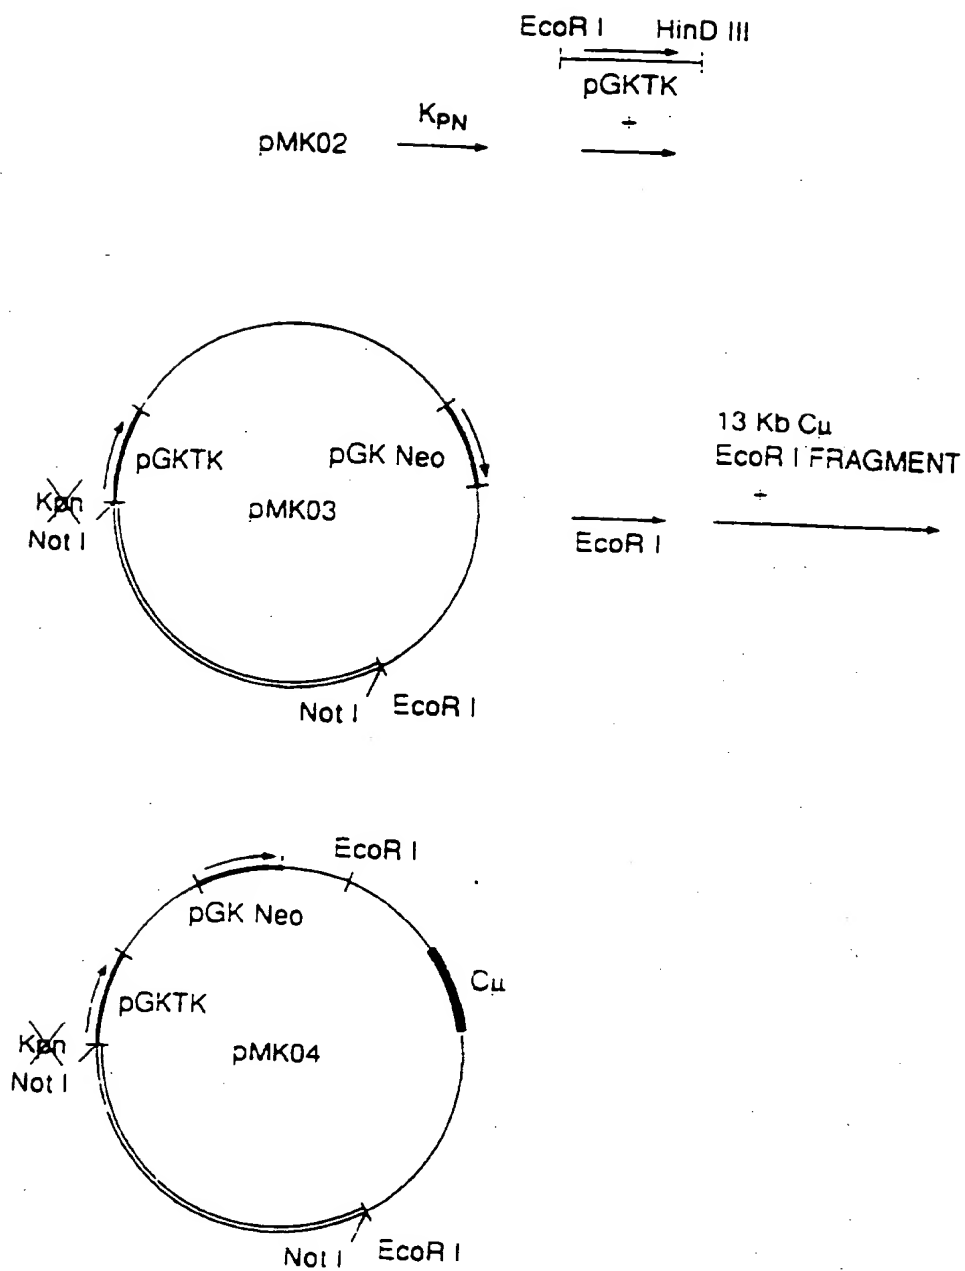 EcoR I HinD III
pGKTK
+
pMK02
KPN
pGKTK
pGK Neo
pMK03
Kpn
Not I
Not I
EcoR I
EcoR I
13 Kb Cµ
EcoR I FRAGMENT
+
EcoR I
pGK Neo
pGKTK
Cµ
pMK04
Kpn
Not I
Not I
EcoR I